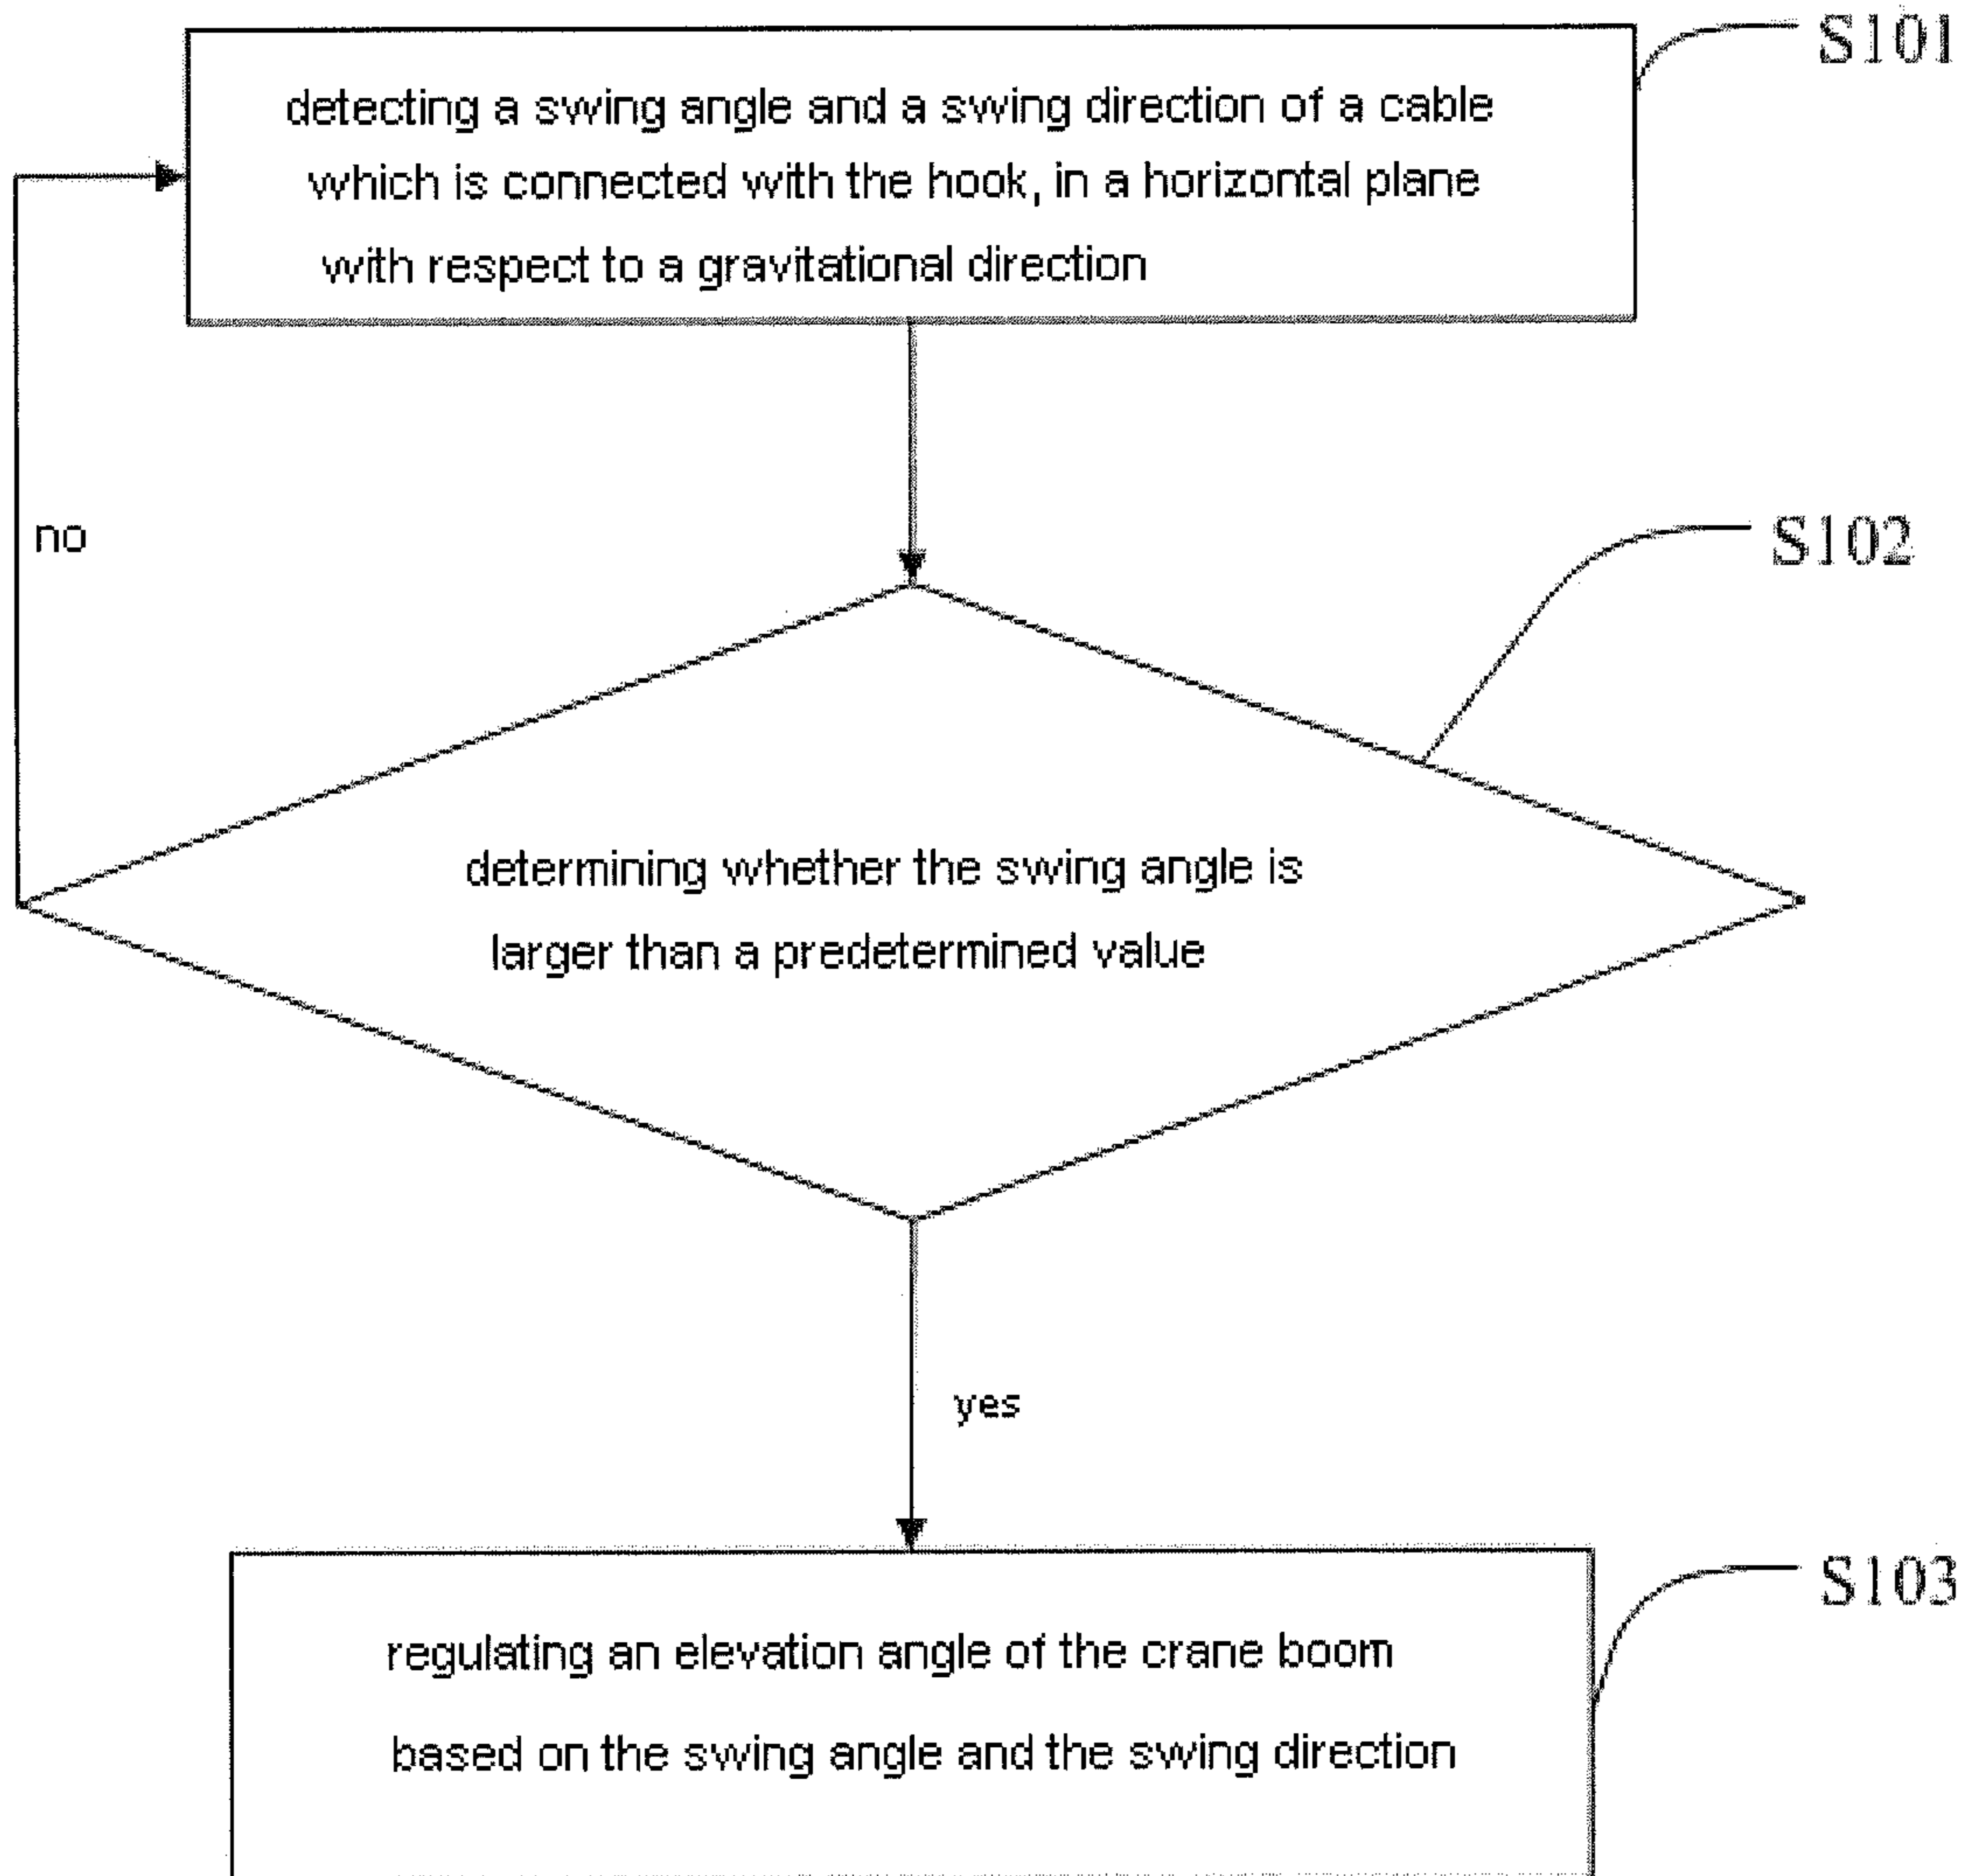 S101
detecting a swing angle and a swing direction of a cable
which is connected with the hook, in a horizontal plane
with respect to a gravitational direction
no
S102
determining whether the swing angle is
larger than a predetermined value
yes
S103
regulating an elevation angle of the crane boom
based on the swing angle and the swing direction